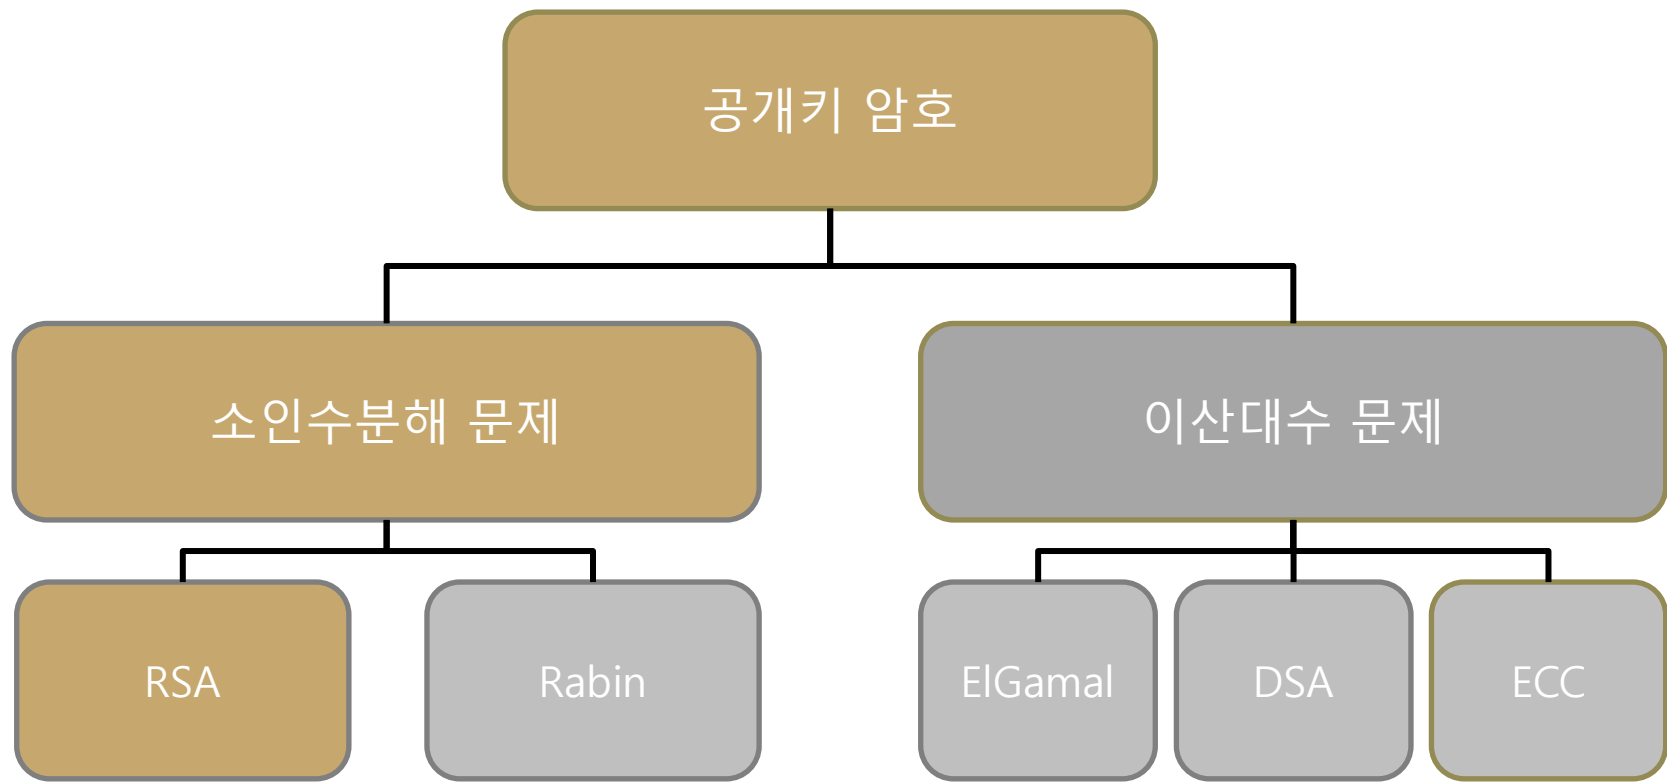 공개키 암호
소인수분해 문제
이산대수 문제
RSA
Rabin
ElGamal
DSA
ECC